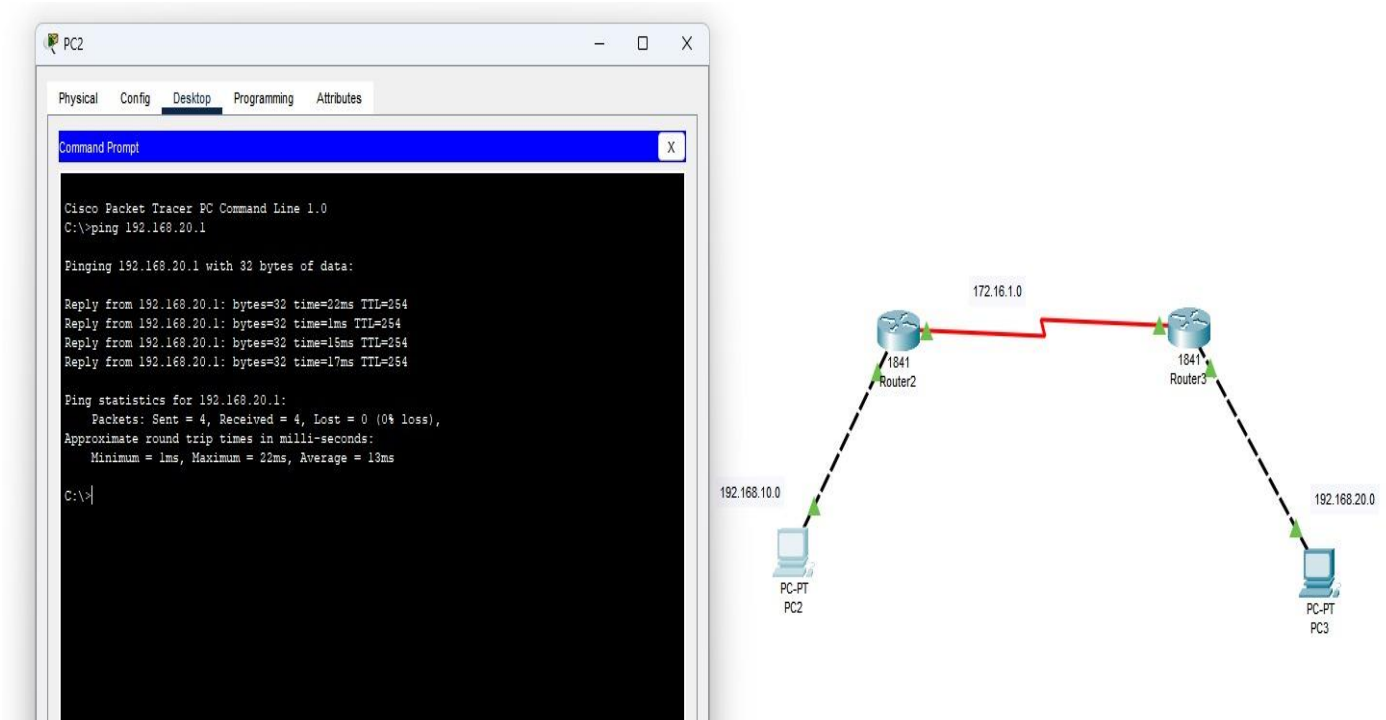 PC2
Physical Config Desktop Programming Attributes
Command Prompt
X
Cisco Packet Tracer PC Command Line 1.0
C:\>ping 192.168.20.1
Pinging 192.168.20.1 with 32 bytes of data:
Reply from 192.168.20.1: bytes=32 time=22ms TTL=254
Reply from 192.168.20.1: bytes=32 time=1ms TTL=254
Reply from 192.168.20.1: bytes=32 time=15ms TTL=254
Reply from 192.168.20.1: bytes=32 time=17ms TTL=254
Ping statistics for 192.168.20.1:
Packets: Sent = 4, Received = 4, Lost = 0 (0% loss),
Approximate round trip times in milli-seconds:
Minimum = 1ms, Maximum = 22ms, Average = 13ms
C:\>
172.16.1.0
1841
Router2
1841
Router3
192.168.10.0
192.168.20.0
PC-PT
PC2
PC-PT
PC3